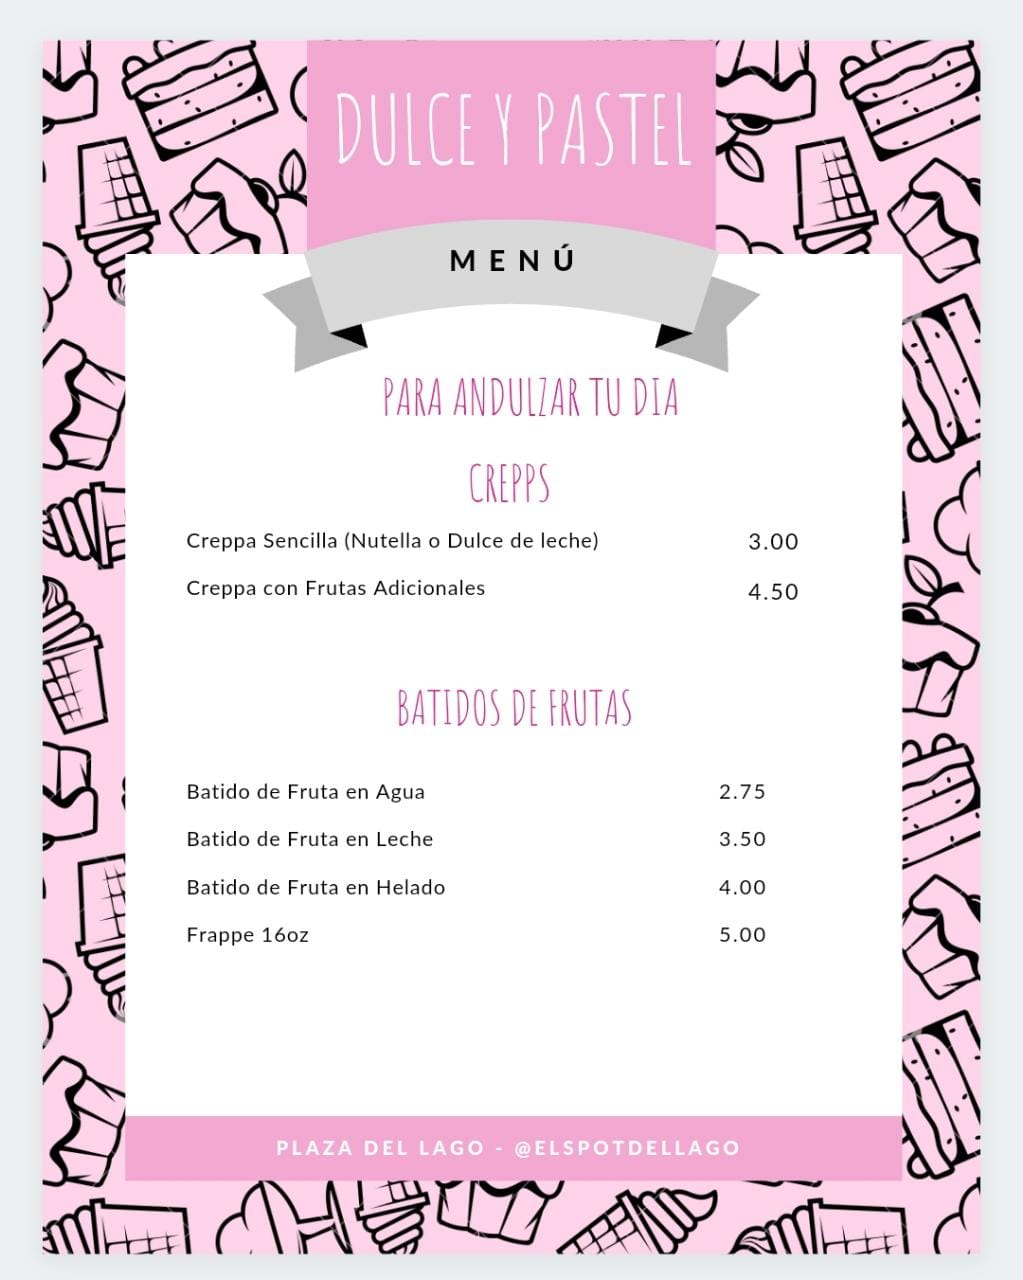 DULCE Y PASTEL
MENÚ
PARA ANDULZAR TU DIA
CREPPS
Creppa Sencilla (Nutella o Dulce de leche) 3.00
Creppa con Frutas Adicionales 4.50
BATIDOS DE FRUTAS
Batido de Fruta en Agua 2.75
Batido de Fruta en Leche 3.50
Batido de Fruta en Helado 4.00
Frappe 16oz 5.00
PLAZA DEL LAGO - @ELSPOTDELLAGO